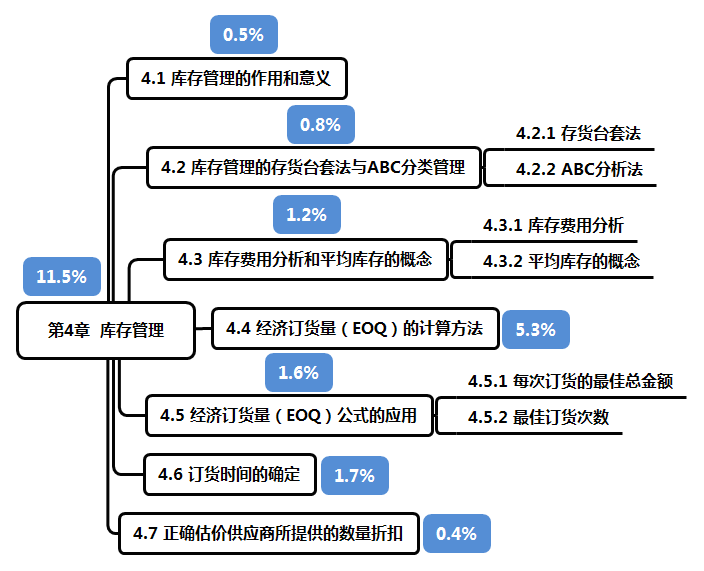 0.5%
4.1 库存管理的作用和意义
0.8%
4.2 库存管理的存货台套法与ABC分类管理
4.2.1 存货台套法
4.2.2 ABC分析法
1.2%
4.3 库存费用分析和平均库存的概念
4.3.1 库存费用分析
4.3.2 平均库存的概念
11.5%
第4章 库存管理
4.4 经济订货量（EOQ）的计算方法
5.3%
1.6%
4.5 经济订货量（EOQ）公式的应用
4.5.1 每次订货的最佳总金额
4.5.2 最佳订货次数
4.6 订货时间的确定
1.7%
4.7 正确估价供应商所提供的数量折扣
0.4%